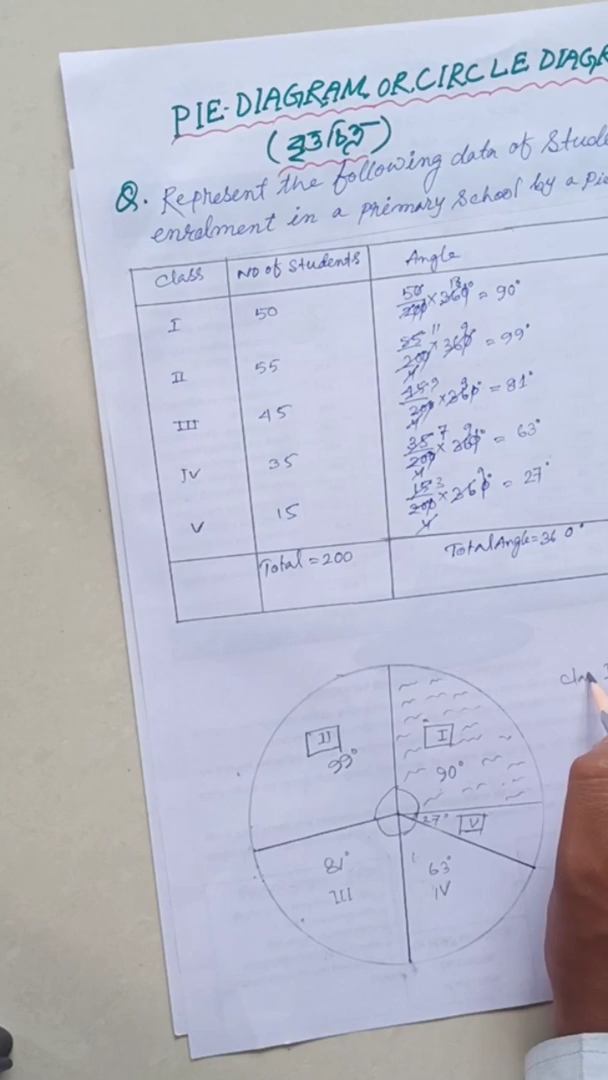 PIE-DIAGRAM OR CIRCLE DIAGR
(বৃত্তচিত্র)
Q. Represent the following data of Stude
enrolment in a primary School by a pie
Class No of Students Angle
I 50 50/200 × 360° = 90°
II 55 55/200 × 360° = 99°
III 45 45/200 × 360° = 81°
IV 35 35/200 × 360° = 63°
V 15 15/200 × 360° = 27°
Total = 200 Total Angle = 360°
Clas
II I
99° 90°
27° V
81° 63°
III IV